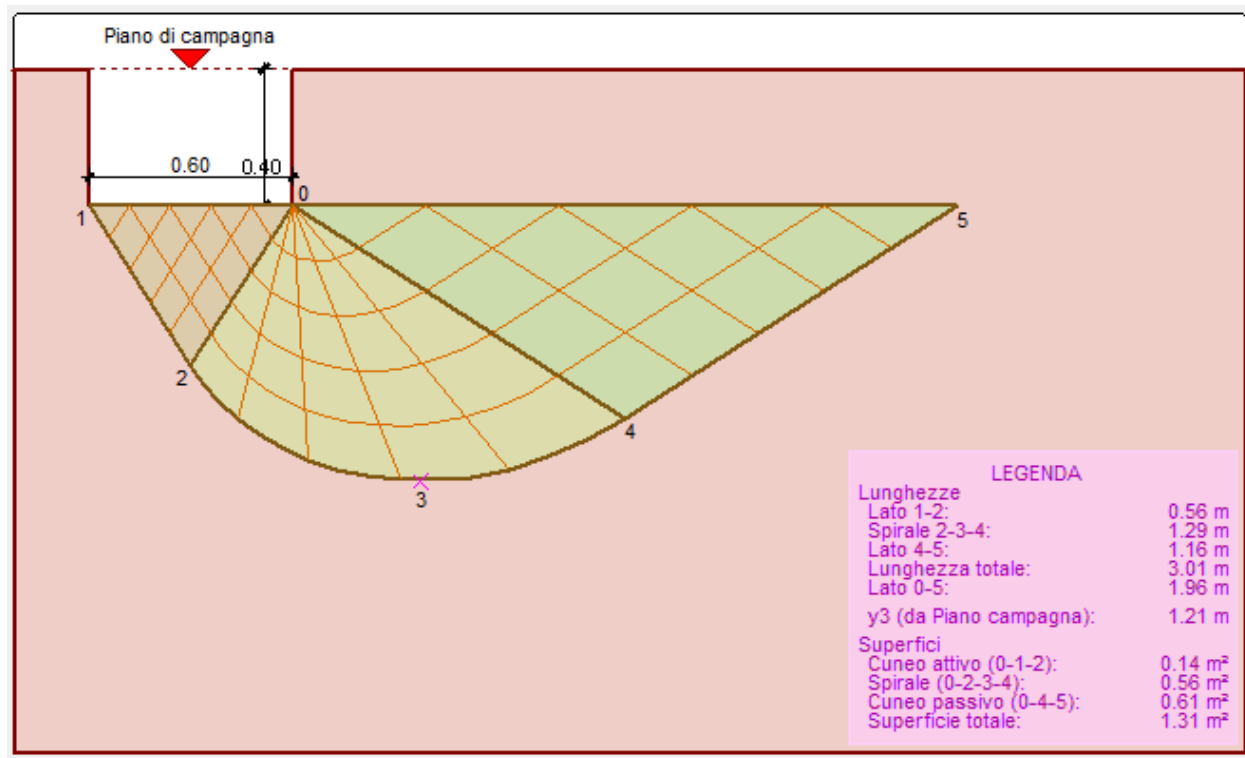 Piano di campagna
0.60
0.40
0
1
5
2
4
3
LEGENDA
Lunghezze
Lato 1-2: 0.56 m
Spirale 2-3-4: 1.29 m
Lato 4-5: 1.16 m
Lunghezza totale: 3.01 m
Lato 0-5: 1.96 m
y3 (da Piano campagna): 1.21 m
Superfici
Cuneo attivo (0-1-2): 0.14 m²
Spirale (0-2-3-4): 0.56 m²
Cuneo passivo (0-4-5): 0.61 m²
Superficie totale: 1.31 m²